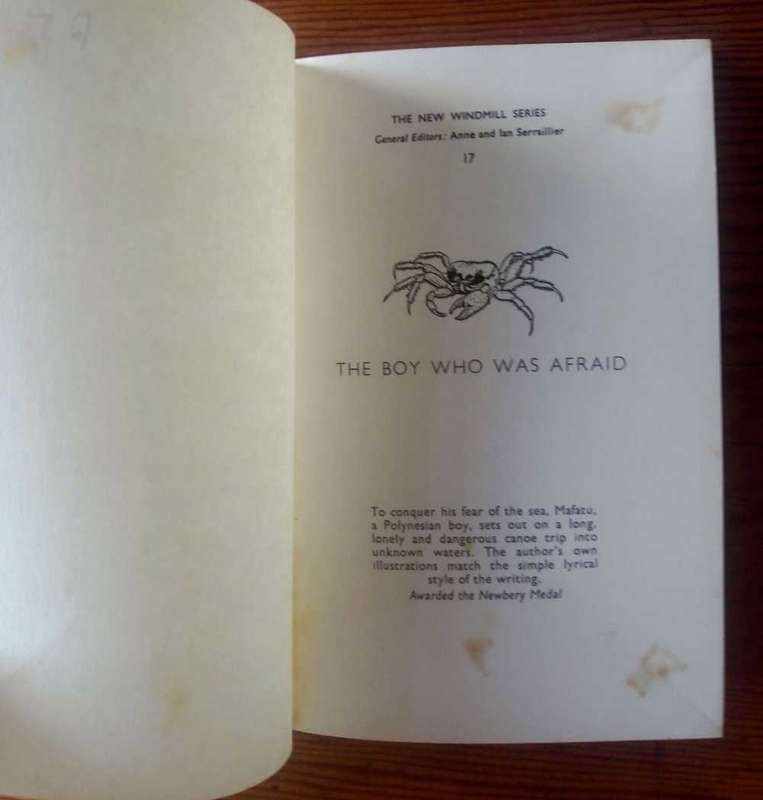 THE NEW WINDMILL SERIES
General Editors: Anne and Ian Serraillier
17
THE BOY WHO WAS AFRAID
To conquer his fear of the sea, Mafatu,
a Polynesian boy, sets out on a long,
lonely and dangerous canoe trip into
unknown waters. The author's own
illustrations match the simple lyrical
style of the writing.
Awarded the Newbery Medal